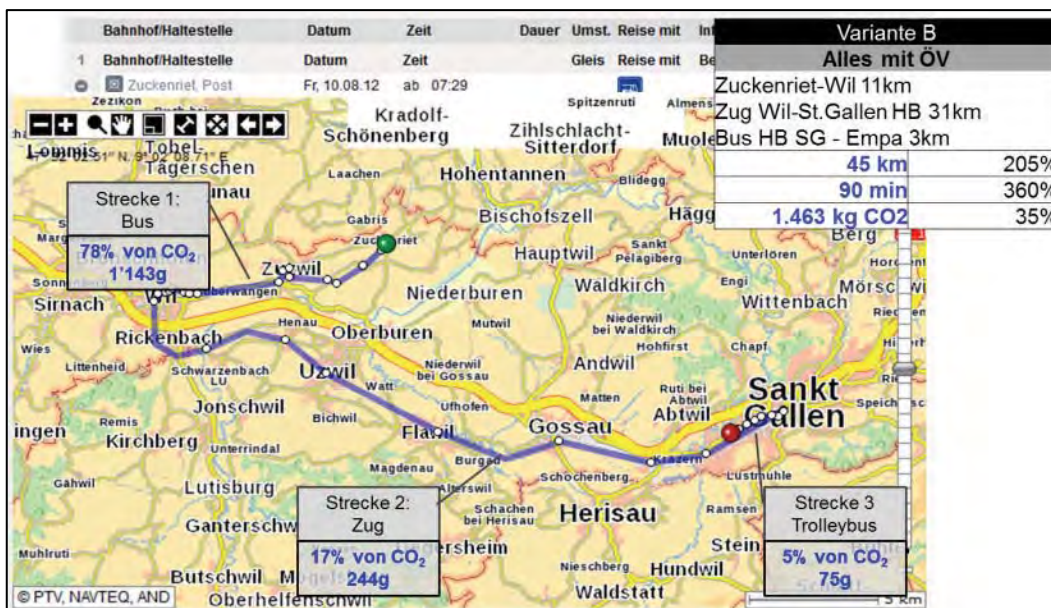 Bahnhof/Haltestelle Datum Zeit Dauer Umst. Reise mit
1 Bahnhof/Haltestelle Datum Zeit Gleis Reise mit
Zuckenriet, Post Fr, 10.08.12 ab 07:29
Variante B
Alles mit ÖV
Zuckenriet-Wil 11km
Zug Wil-St.Gallen HB 31km
Bus HB SG - Empa 3km
45 km 205%
90 min 360%
1.463 kg CO2 35%
Zezikon
Spitzenruti
Kradolf-
Schönenberg
Zihlschlacht-
Sitterdorf
Lommis
Tobel-
Tägerschen
Laachen
Hohentannen
Blidegg
Strecke 1:
Bus
78% von CO2
1'143g
Gabris
Bischofszell
Hauptwil
Sankt
Pelagiberg
Berg
Unterlören
Sirnach
Niederburen
Waldkirch
Engi
Wittenbach
Rickenbach
Henau
Oberburen
Mutwil
Niederwil
bei Waldkirch
Hohfirst
Chapf
Wies
Littenheid
Schwarzenbach
LU
Uzwil
Watt
Niederwil
bei Gossau
Andwil
Ruti bei
Abtwil
Sankt
Gallen
Jonschwil
Ufhofen
Matten
Abtwil
Remis
Kirchberg
Bichwil
Flawil
Gossau
Unterrindal
Burgau
Kräzern
Gähwil
Lutisburg
Magdenau
Alterswil
Schochenberg
Lustmuhle
Strecke 2:
Zug
17% von CO2
244g
Schachen
bei Herisau
Herisau
Ramsen
Strecke 3
Trolleybus
5% von CO2
75g
Stein
Muhlruti
Butschwil
Nieschberg
Hundwil
Oberhelfenschwil
Waldstatt
© PTV, NAVTEQ, AND
5 Km